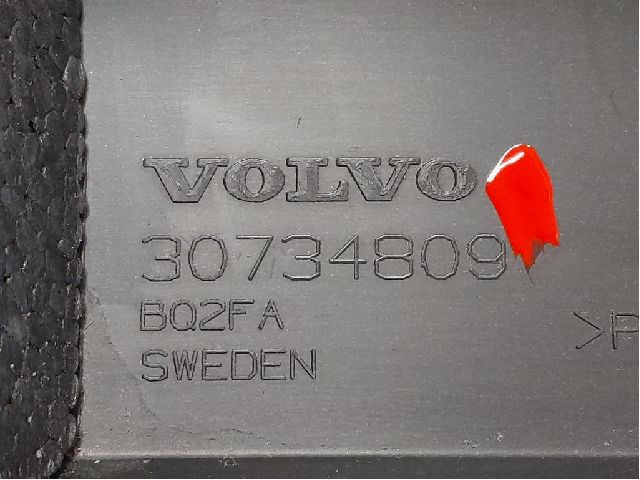 VOLVO
30734809
BQ2FA
SWEDEN
>P